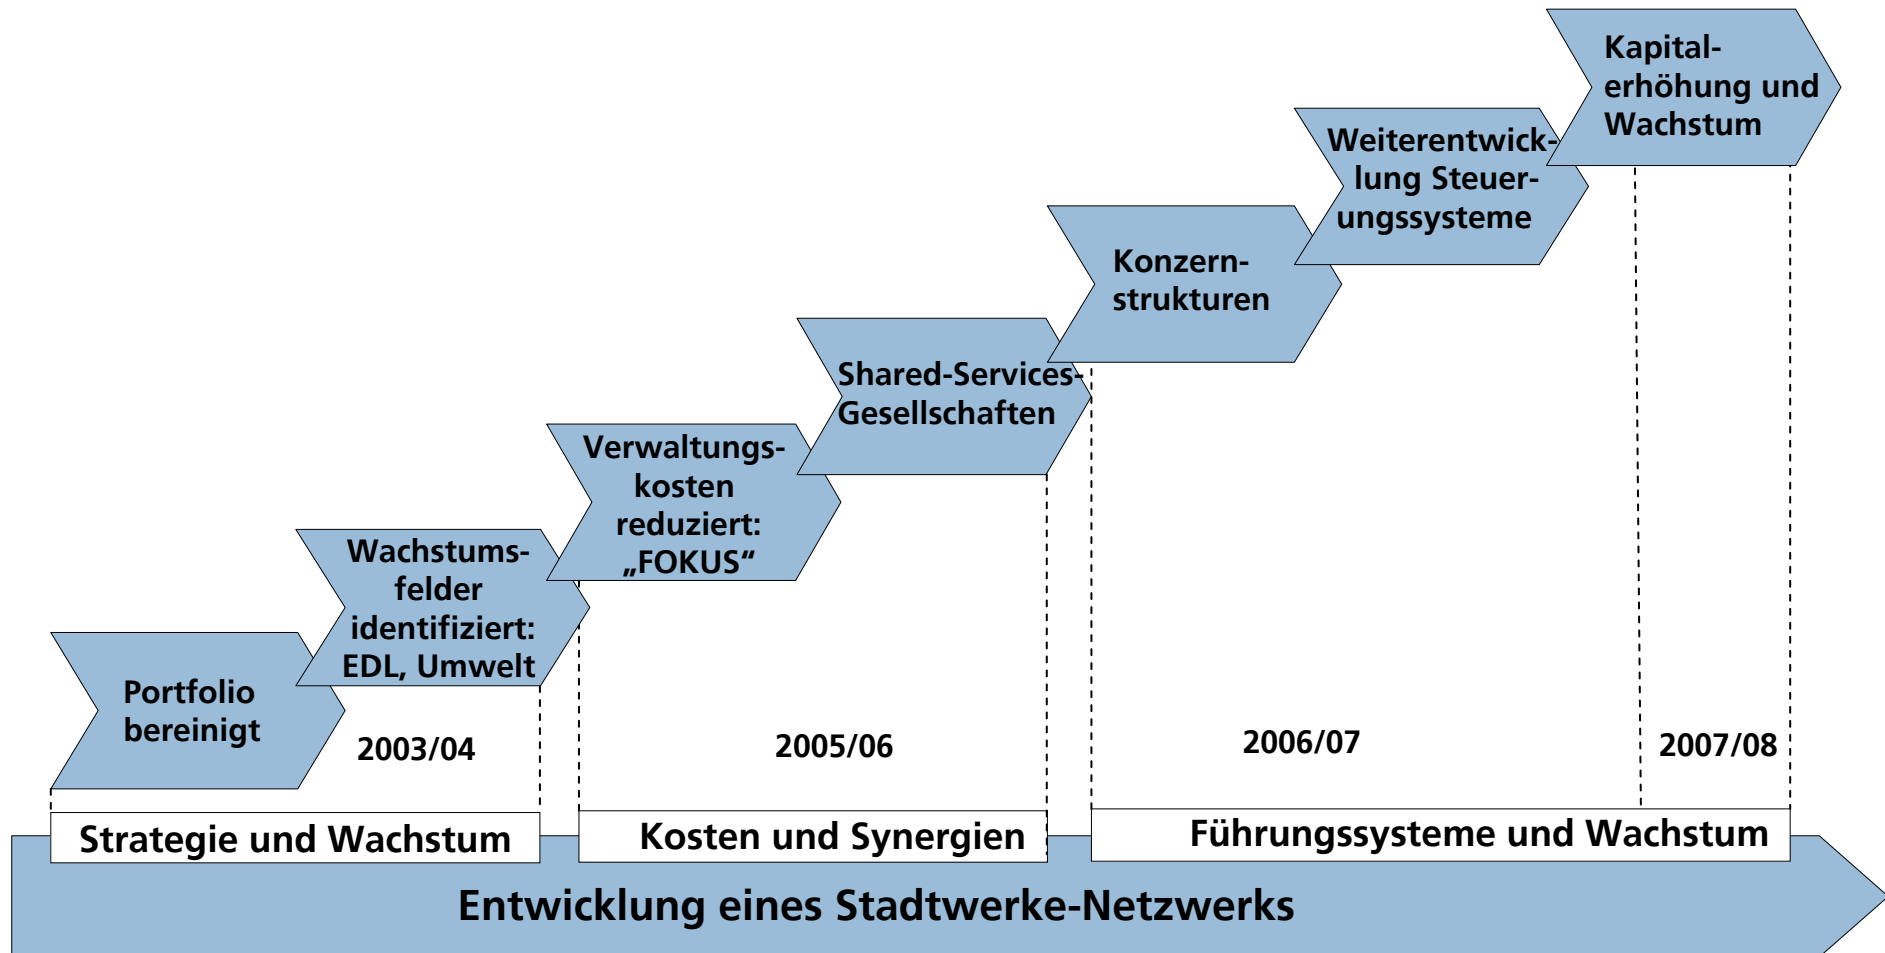 Kapital-
erhöhung und
Wachstum
Weiterentwick-
lung Steuer-
ungssysteme
Konzern-
strukturen
Shared-Services-
Gesellschaften
Verwaltungs-
kosten
reduziert:
„FOKUS“
Wachstums-
felder
identifiziert:
EDL, Umwelt
Portfolio
bereinigt
2003/04
2005/06
2006/07
2007/08
Strategie und Wachstum
Kosten und Synergien
Führungssysteme und Wachstum
Entwicklung eines Stadtwerke-Netzwerks